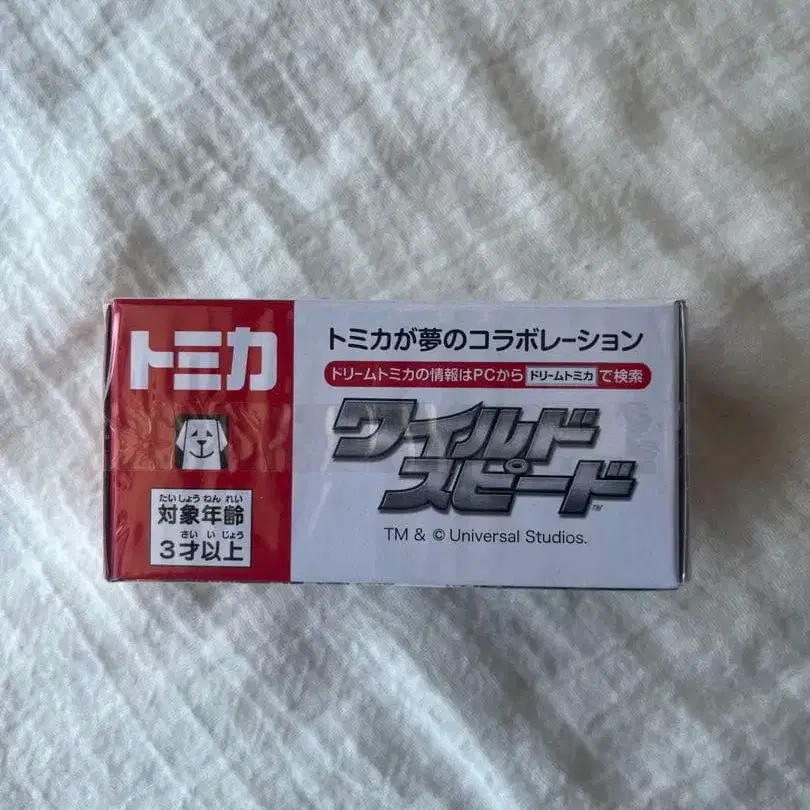 トミカ
たいしょうねんれい
対象年齢
さいいじょう
3才以上
トミカが夢のコラボレーション
ドリームトミカの情報はPCから ドリームトミカ で検索
ワイルド
スピード™
TM & © Universal Studios.